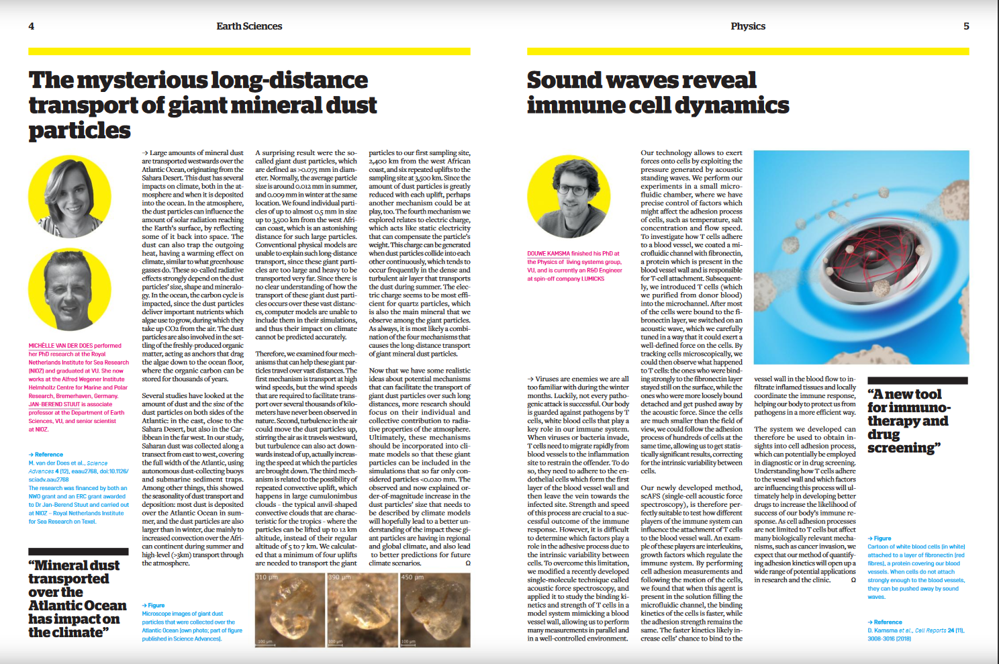 4
Earth Sciences
The mysterious long-distance
transport of giant mineral dust
particles
MICHÈLLE VAN DER DOES performed
her PhD research at the Royal
Netherlands Institute for Sea Research
(NIOZ) and graduated at VU. She now
works at the Alfred Wegener Institute
Helmholtz Centre for Marine and Polar
Research, Bremerhaven, Germany.
JAN-BEREND STUUT is associate
professor at the Department of Earth
Sciences, VU, and senior scientist
at NIOZ.
→ Reference
M. van der Does et al., Science
Advances 4 (12), eaau2768, doi:10.1126/
sciadv.aau2768
The research was financed by both an
NWO grant and an ERC grant awarded
to Dr Jan-Berend Stuut and carried out
at NIOZ – Royal Netherlands Institute
for Sea Research on Texel.
“Mineral dust
transported
over the
Atlantic Ocean
has impact on
the climate”
→ Large amounts of mineral dust
are transported westwards over the
Atlantic Ocean, originating from the
Sahara Desert. This dust has several
impacts on climate, both in the at-
mosphere and when it is deposited
into the ocean. In the atmosphere,
the dust particles can influence the
amount of solar radiation reaching
the Earth’s surface, by reflecting
some of it back into space. The
dust can also trap the outgoing
heat, having a warming effect on
climate, similar to what greenhouse
gasses do. These so-called radiative
effects strongly depend on the dust
particles’ size, shape and mineralo-
gy. In the ocean, the carbon cycle is
impacted, since the dust particles
deliver important nutrients which
algae use to grow, during which they
take up CO2 from the air. The dust
particles are also involved in the set-
tling of the freshly-produced organic
matter, acting as anchors that drag
the algae down to the ocean floor,
where the organic carbon can be
stored for thousands of years.
Several studies have looked at the
amount of dust and the size of the
dust particles on both sides of the
Atlantic: in the east, close to the
Sahara Desert, but also in the Car-
ibbean in the far west. In our study,
Saharan dust was collected along a
transect from east to west, covering
the full width of the Atlantic, using
autonomous dust-collecting buoys
and submarine sediment traps.
Among other things, this showed
the seasonality of dust transport and
deposition: most dust is deposited
over the Atlantic Ocean in sum-
mer, and the dust particles are also
larger than in winter, due mainly to
increased convection over the Afri-
can continent during summer and
high-level (>3km) transport through
the atmosphere.
→ Figure
Microscope images of giant dust
particles that were collected over the
Atlantic Ocean (own photo; part of figure
published in Science Advances).
A surprising result were the so-
called giant dust particles, which
are defined as >0.075 mm in diam-
eter. Normally, the average particle
size is around 0.012 mm in summer,
and 0.009 mm in winter at the same
location. We found individual parti-
cles of up to almost 0.5 mm in size
up to 3,500 km from the west Afri-
can coast, which is an astonishing
distance for such large particles.
Conventional physical models are
unable to explain such long-distance
transport, since these giant parti-
cles are too large and heavy to be
transported very far. Since there is
no clear understanding of how the
transport of these giant dust parti-
cles occurs over these vast distanc-
es, computer models are unable to
include them in their simulations,
and thus their impact on climate
cannot be predicted accurately.
Therefore, we examined four mech-
anisms that can help these giant par-
ticles travel over vast distances. The
first mechanism is transport at high
wind speeds, but the wind speeds
that are required to facilitate trans-
port over several thousands of kilo-
meters have never been observed in
nature. Second, turbulence in the air
could move the dust particles up,
stirring the air as it travels westward,
but turbulence can also act down-
wards instead of up, actually increas-
ing the speed at which the particles
are brought down. The third mech-
anism is related to the possibility of
repeated convective uplift, which
happens in large cumulonimbus
clouds - the typical anvil-shaped
convective clouds that are charac-
teristic for the tropics - where the
particles can be lifted up to 12 km
altitude, instead of their regular
altitude of 5 to 7 km. We calculat-
ed that a minimum of four uplifts
are needed to transport the giant
particles to our first sampling site,
2,400 km from the west African
coast, and six repeated uplifts to the
sampling site at 3,500 km. Since the
amount of dust particles is greatly
reduced with each uplift, perhaps
another mechanism could be at
play, too. The fourth mechanism we
explored relates to electric charge,
which acts like static electricity
that can compensate the particle’s
weight. This charge can be generated
when dust particles collide into each
other continuously, which tends to
occur frequently in the dense and
turbulent air layer that transports
the dust during summer. The elec-
tric charge seems to be most effi-
cient for quartz particles, which
is also the main mineral that we
observe among the giant particles.
As always, it is most likely a combi-
nation of the four mechanisms that
causes the long-distance transport
of giant mineral dust particles.
Now that we have some realistic
ideas about potential mechanisms
that can facilitate the transport of
giant dust particles over such long
distances, more research should
focus on their individual and
collective contribution to radia-
tive properties of the atmosphere.
Ultimately, these mechanisms
should be incorporated into cli-
mate models so that these giant
particles can be included in the
simulations that so far only con-
sidered particles <0.020 mm. The
observed and now explained or-
der-of-magnitude increase in the
dust particles’ size that needs to
be described by climate models
will hopefully lead to a better un-
derstanding of the impact these gi-
ant particles are having in regional
and global climate, and also lead
to better predictions for future
climate scenarios. Ω
310 µm
390 µm
450 µm
100 µm
100 µm
100 µm
Physics
5
Sound waves reveal
immune cell dynamics
DOUWE KAMSMA finished his PhD at
the Physics of living systems group,
VU, and is currently an R&D Engineer
at spin-off company LUMICKS
→ Viruses are enemies we are all
too familiar with during the winter
months. Luckily, not every patho-
genic attack is successful. Our body
is guarded against pathogens by T
cells, white blood cells that play a
key role in our immune system.
When viruses or bacteria invade,
T cells need to migrate rapidly from
blood vessels to the inflammation
site to restrain the offender. To do
so, they need to adhere to the en-
dothelial cells which form the first
layer of the blood vessel wall and
then leave the vein towards the
infected site. Strength and speed
of this process are crucial to a suc-
cessful outcome of the immune
response. However, it is difficult
to determine which factors play a
role in the adhesive process due to
the intrinsic variability between
cells. To overcome this limitation,
we modified a recently developed
single-molecule technique called
acoustic force spectroscopy, and
applied it to study the binding ki-
netics and strength of T cells in a
model system mimicking a blood
vessel wall, allowing us to perform
many measurements in parallel and
in a well-controlled environment.
Our technology allows to exert
forces onto cells by exploiting the
pressure generated by acoustic
standing waves. We perform our
experiments in a small micro-
fluidic chamber, where we have
precise control of factors which
might affect the adhesion process
of cells, such as temperature, salt
concentration and flow speed.
To investigate how T cells adhere
to a blood vessel, we coated a mi-
crofluidic channel with fibronectin,
a protein which is present in the
blood vessel wall and is responsible
for T-cell attachment. Subsequent-
ly, we introduced T cells (which
we purified from donor blood)
into the microchannel. After most
of the cells were bound to the fi-
bronectin layer, we switched on an
acoustic wave, which we carefully
tuned in a way that it could exert a
well-defined force on the cells. By
tracking cells microscopically, we
could then observe what happened
to T cells: the ones who were bind-
ing strongly to the fibronectin layer
stayed still on the surface, while the
ones who were more loosely bound
detached and get pushed away by
the acoustic force. Since the cells
are much smaller than the field of
view, we could follow the adhesion
process of hundreds of cells at the
same time, allowing us to get statis-
tically significant results, correcting
for the intrinsic variability between
cells.
Our newly developed method,
scAFS (single-cell acoustic force
spectroscopy), is therefore per-
fectly suitable to test how different
players of the immune system can
influence the attachment of T cells
to the blood vessel wall. An exam-
ple of these players are interleukins,
growth factors which regulate the
immune system. By performing
cell adhesion measurements and
following the motion of the cells,
we found that when this agent is
present in the solution filling the
microfluidic channel, the binding
kinetics of the cells is faster, while
the adhesion strength remains the
same. The faster kinetics likely in-
crease cells’ chance to bind to the
vessel wall in the blood flow to in-
filtrate inflamed tissues and locally
coordinate the immune response,
helping our body to protect us from
pathogens in a more efficient way.
The system we developed can
therefore be used to obtain in-
sights into cell adhesion process,
which can potentially be employed
in diagnostic or in drug screening.
Understanding how T cells adhere
to the vessel wall and which factors
are influencing this process will ul-
timately help in developing better
drugs to increase the likelihood of
success of our body’s immune re-
sponse. As cell adhesion processes
are not limited to T cells but affect
many biologically relevant mecha-
nisms, such as cancer invasion, we
expect that our method of quantify-
ing adhesion kinetics will open up a
wide range of potential applications
in research and the clinic. Ω
“A new tool
for immuno-
therapy and
drug
screening”
→ Figure
Cartoon of white blood cells (in white)
attached to a layer of fibronectin (red
fibres), a protein covering our blood
vessels. When cells do not attach
strongly enough to the blood vessels,
they can be pushed away by sound
waves.
→ Reference
D. Kamsma et al., Cell Reports 24 (11),
3008-3016 (2018)